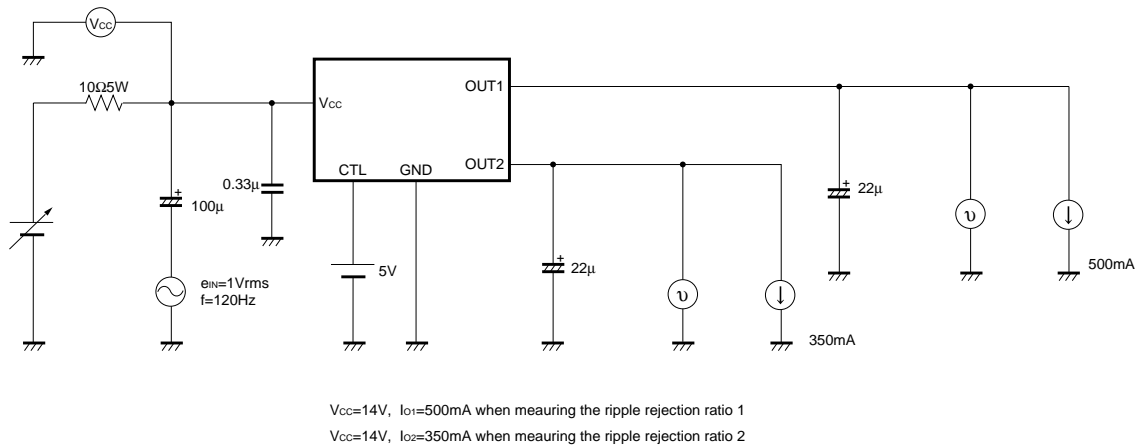 Vcc
10Ω5W
Vcc
OUT1
OUT2
CTL
GND
0.33μ
100μ
22μ
22μ
5V
υ
υ
eIN=1Vrms
f=120Hz
500mA
350mA
Vcc=14V, Io1=500mA when meauring the ripple rejection ratio 1
Vcc=14V, Io2=350mA when meauring the ripple rejection ratio 2